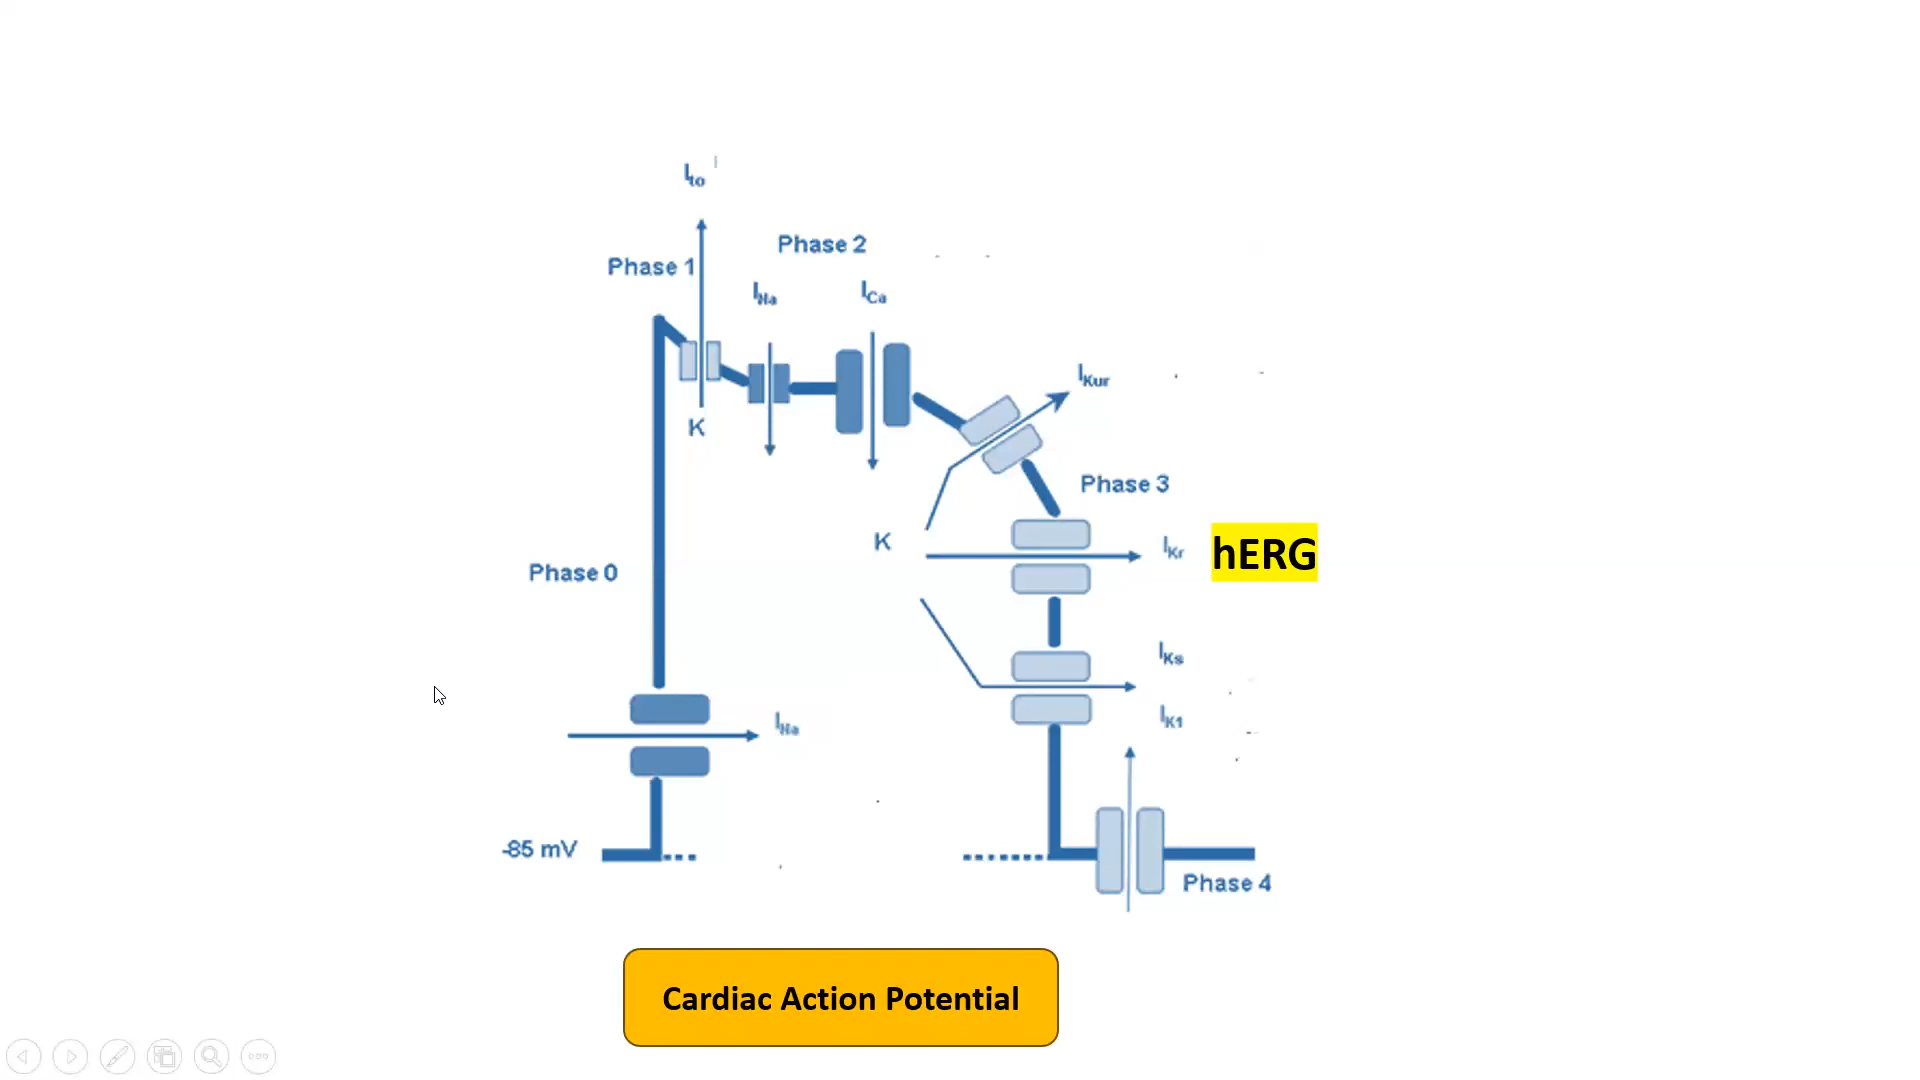 Ito
Phase 1
Phase 2
INa
ICa
K
IKur
Phase 3
K
IKr
hERG
Phase 0
IKs
IK1
INa
-85 mV
Phase 4
Cardiac Action Potential